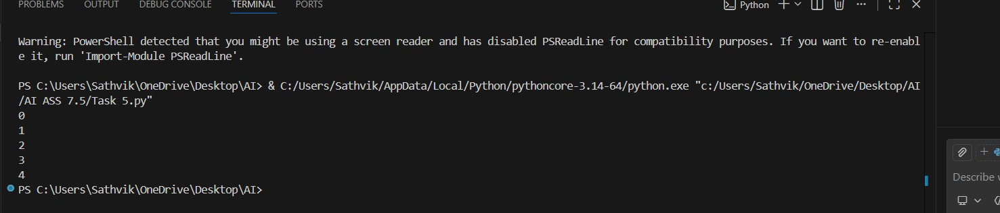 PROBLEMS OUTPUT DEBUG CONSOLE TERMINAL PORTS Python
Warning: PowerShell detected that you might be using a screen reader and has disabled PSReadLine for compatibility purposes. If you want to re-enabl
e it, run 'Import-Module PSReadLine'.
PS C:\Users\Sathvik\OneDrive\Desktop\AI> & C:/Users/Sathvik/AppData/Local/Python/pythoncore-3.14-64/python.exe "c:/Users/Sathvik/OneDrive/Desktop/AI
/AI ASS 7.5/Task 5.py"
0
1
2
3
4
PS C:\Users\Sathvik\OneDrive\Desktop\AI>
Describe